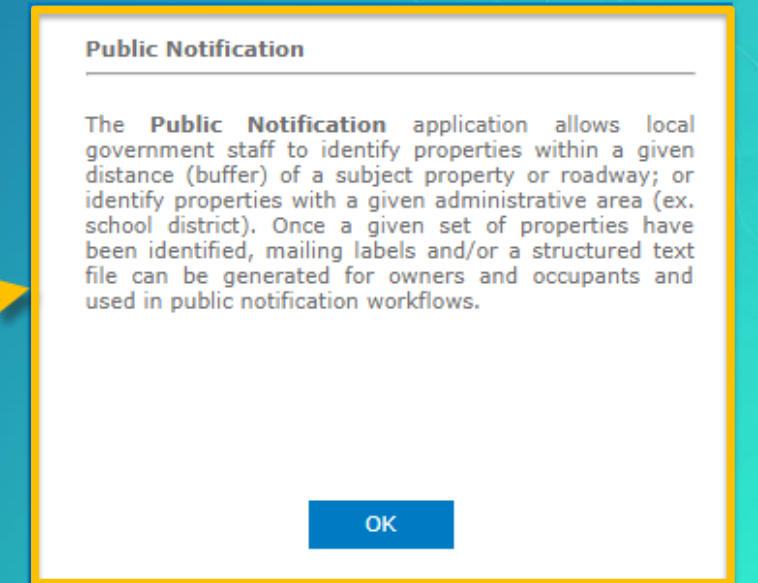 Public Notification
The Public Notification application allows local
government staff to identify properties within a given
distance (buffer) of a subject property or roadway; or
identify properties with a given administrative area (ex.
school district). Once a given set of properties have
been identified, mailing labels and/or a structured text
file can be generated for owners and occupants and
used in public notification workflows.
OK